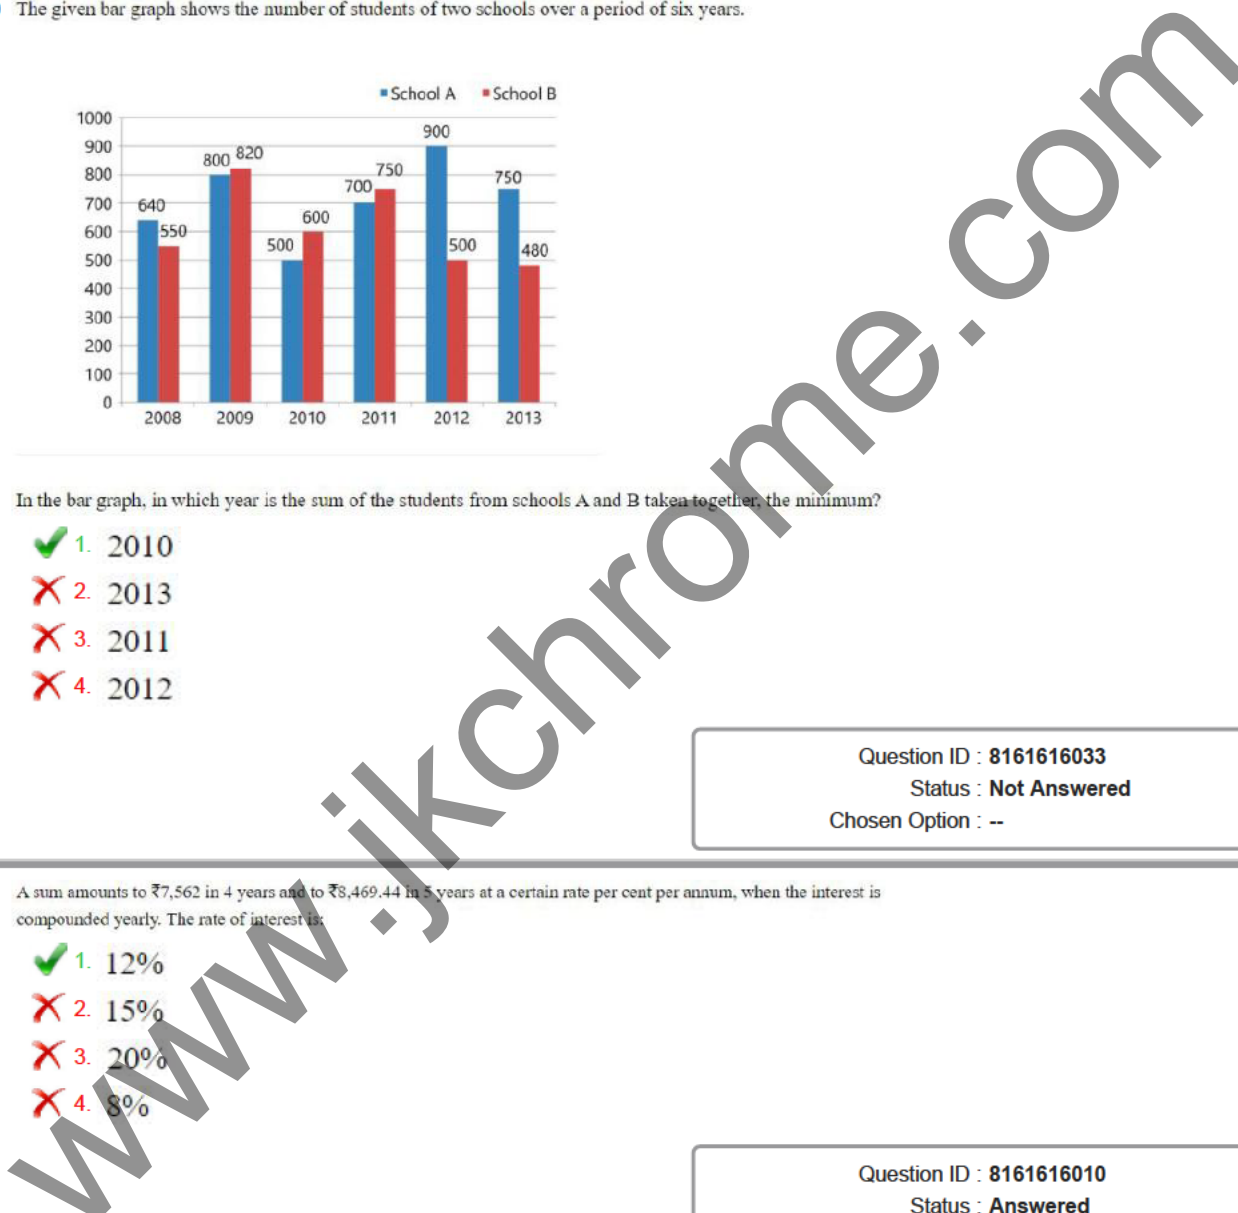 The given bar graph shows the number of students of two schools over a period of six years.
School A School B
1000
900
800
700
600
500
400
300
200
100
0
640
550
800
820
500
600
700
750
900
500
750
480
2008 2009 2010 2011 2012 2013
In the bar graph, in which year is the sum of the students from schools A and B taken together, the minimum?
1. 2010
2. 2013
3. 2011
4. 2012
Question ID : 8161616033
Status : Not Answered
Chosen Option : --
A sum amounts to ₹7,562 in 4 years and to ₹8,469.44 in 5 years at a certain rate per cent per annum, when the interest is
compounded yearly. The rate of interest is:
1. 12%
2. 15%
3. 20%
4. 8%
Question ID : 8161616010
Status : Answered
www.jkchrome.com